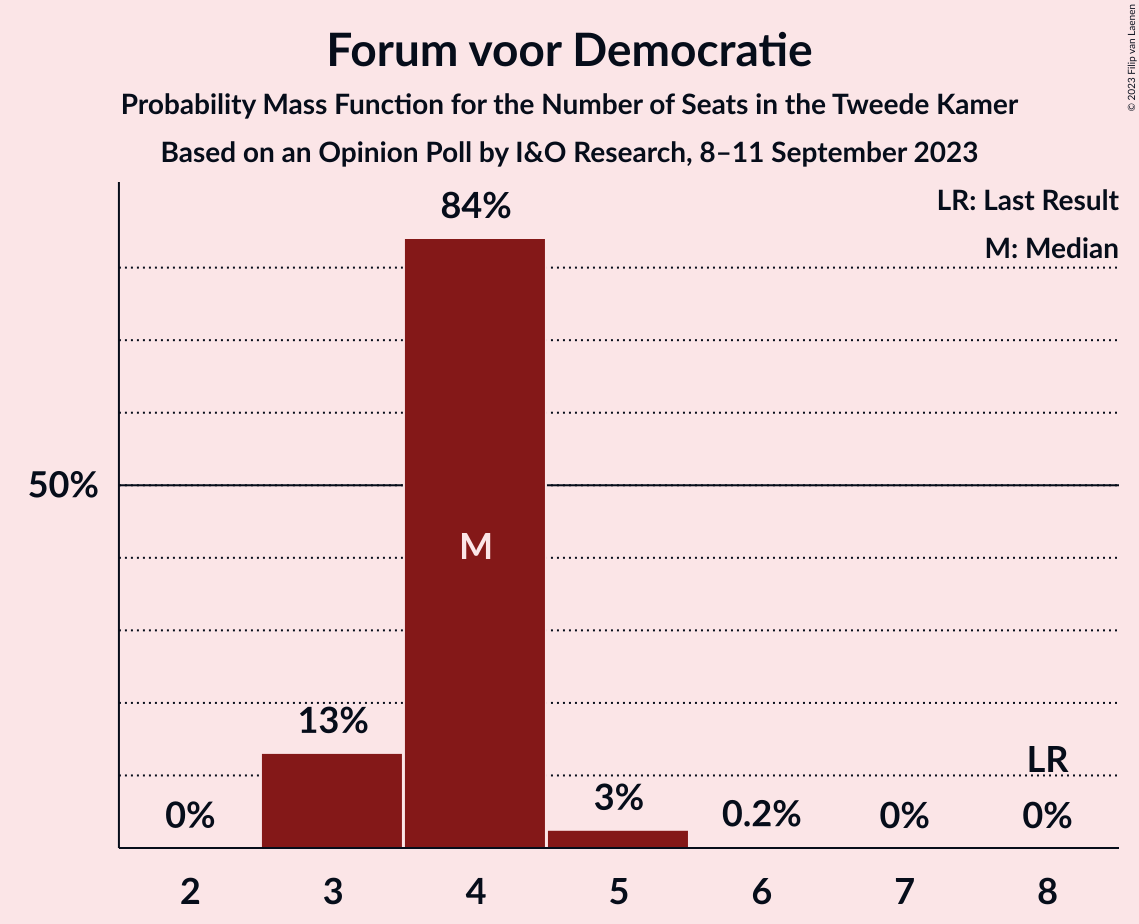 Forum voor Democratie
Probability Mass Function for the Number of Seats in the Tweede Kamer
Based on an Opinion Poll by I&O Research, 8–11 September 2023
© 2023 Filip van Laenen
LR: Last Result
M: Median
84%
50%
M
13%
LR
0%
3%
0.2%
0%
0%
2 3 4 5 6 7 8